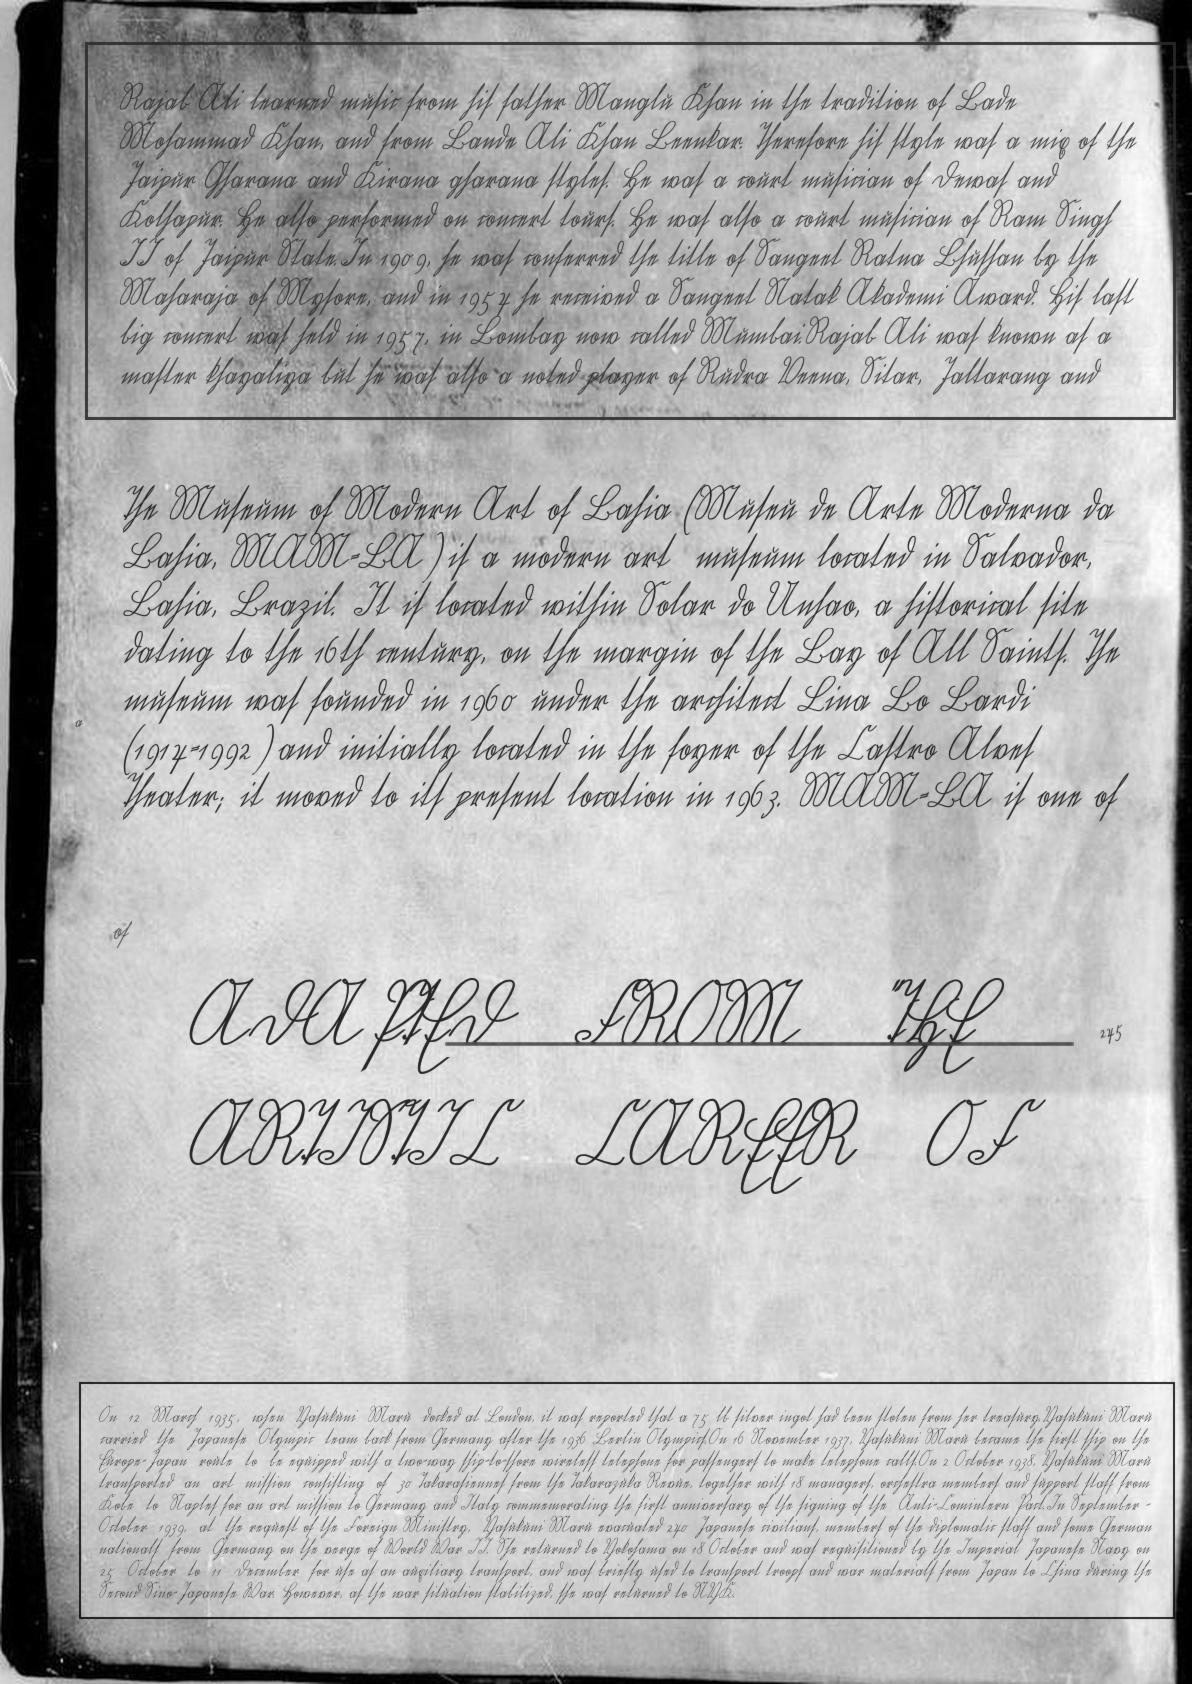 Rajab Ali learned music from his father Manglu Khan in the tradition of Bade
Mohammad Khan, and from Bande Ali Khan Beenkar. Therefore his style was a mix of the
Jaipur Gharana and Kirana gharana styles. He was a court musician of Dewas and
Kolhapur. He also performed on concert tours. He was also a court musician of Ram Singh
II of Jaipur State.In 1909, he was conferred the title of Sangeet Ratna Bhushan by the
Maharaja of Mysore, and in 1954 he received a Sangeet Natak Akademi Award. His last
big concert was held in 1957, in Bombay now called Mumbai.Rajab Ali was known as a
master khayaliya but he was also a noted player of Rudra Veena, Sitar, Jaltarang and
The Museum of Modern Art of Bahia (Museu de Arte Moderna da
Bahia, MAM-BA) is a modern art museum located in Salvador,
Bahia, Brazil. It is located within Solar do Unhao, a historical site
dating to the 16th century, on the margin of the Bay of All Saints. The
museum was founded in 1960 under the architect Lina Bo Bardi
a
(1914-1992) and initially located in the foyer of the Castro Alves
Theater; it moved to its present location in 1963. MAM-BA is one of
of
ADAPTED FROM THE
245
ARTISTIC CAREER OF
On 12 March 1935, when Yasukuni Maru docked at London, it was reported that a 75 lb silver ingot had been stolen from her treasury.Yasukuni Maru
carried the Japanese Olympic team back from Germany after the 1936 Berlin Olympics.On 16 November 1937, Yasukuni Maru became the first ship on the
Europe-Japan route to be equipped with a two-way ship-to-shore wireless telephone for passengers to make telephone calls.On 2 October 1938, Yasukuni Maru
transported an art mission consisting of 30 Takarasiennes from the Takarazuka Revue, together with 18 managers, orchestra members and support staff from
Kobe to Naples for an art mission to Germany and Italy commemorating the first anniversary of the signing of the Anti-Comintern Pact.In September -
October 1939, at the request of the Foreign Ministry, Yasukuni Maru evacuated 240 Japanese civilians, members of the diplomatic staff and some German
nationals from Germany on the verge of World War II. She returned to Yokohama on 18 October and was requisitioned by the Imperial Japanese Navy on
25 October to 11 December for use as an auxiliary transport, and was briefly used to transport troops and war materials from Japan to China during the
Second Sino-Japanese War. However, as the war situation stabilized, she was returned to NYK.